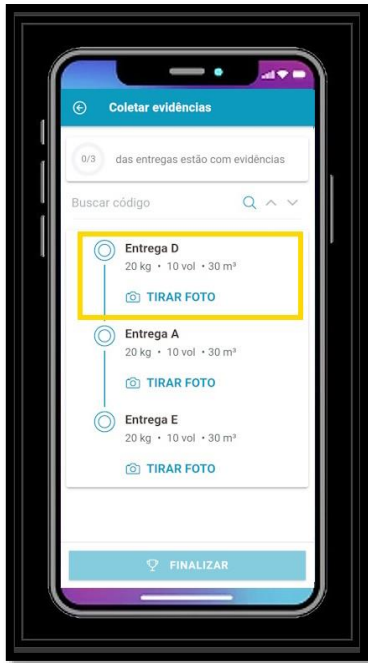 Coletar evidências
0/3 das entregas estão com evidências
Buscar código
Entrega D
20 kg • 10 vol • 30 m³
TIRAR FOTO
Entrega A
20 kg • 10 vol • 30 m³
TIRAR FOTO
Entrega E
20 kg • 10 vol • 30 m³
TIRAR FOTO
FINALIZAR